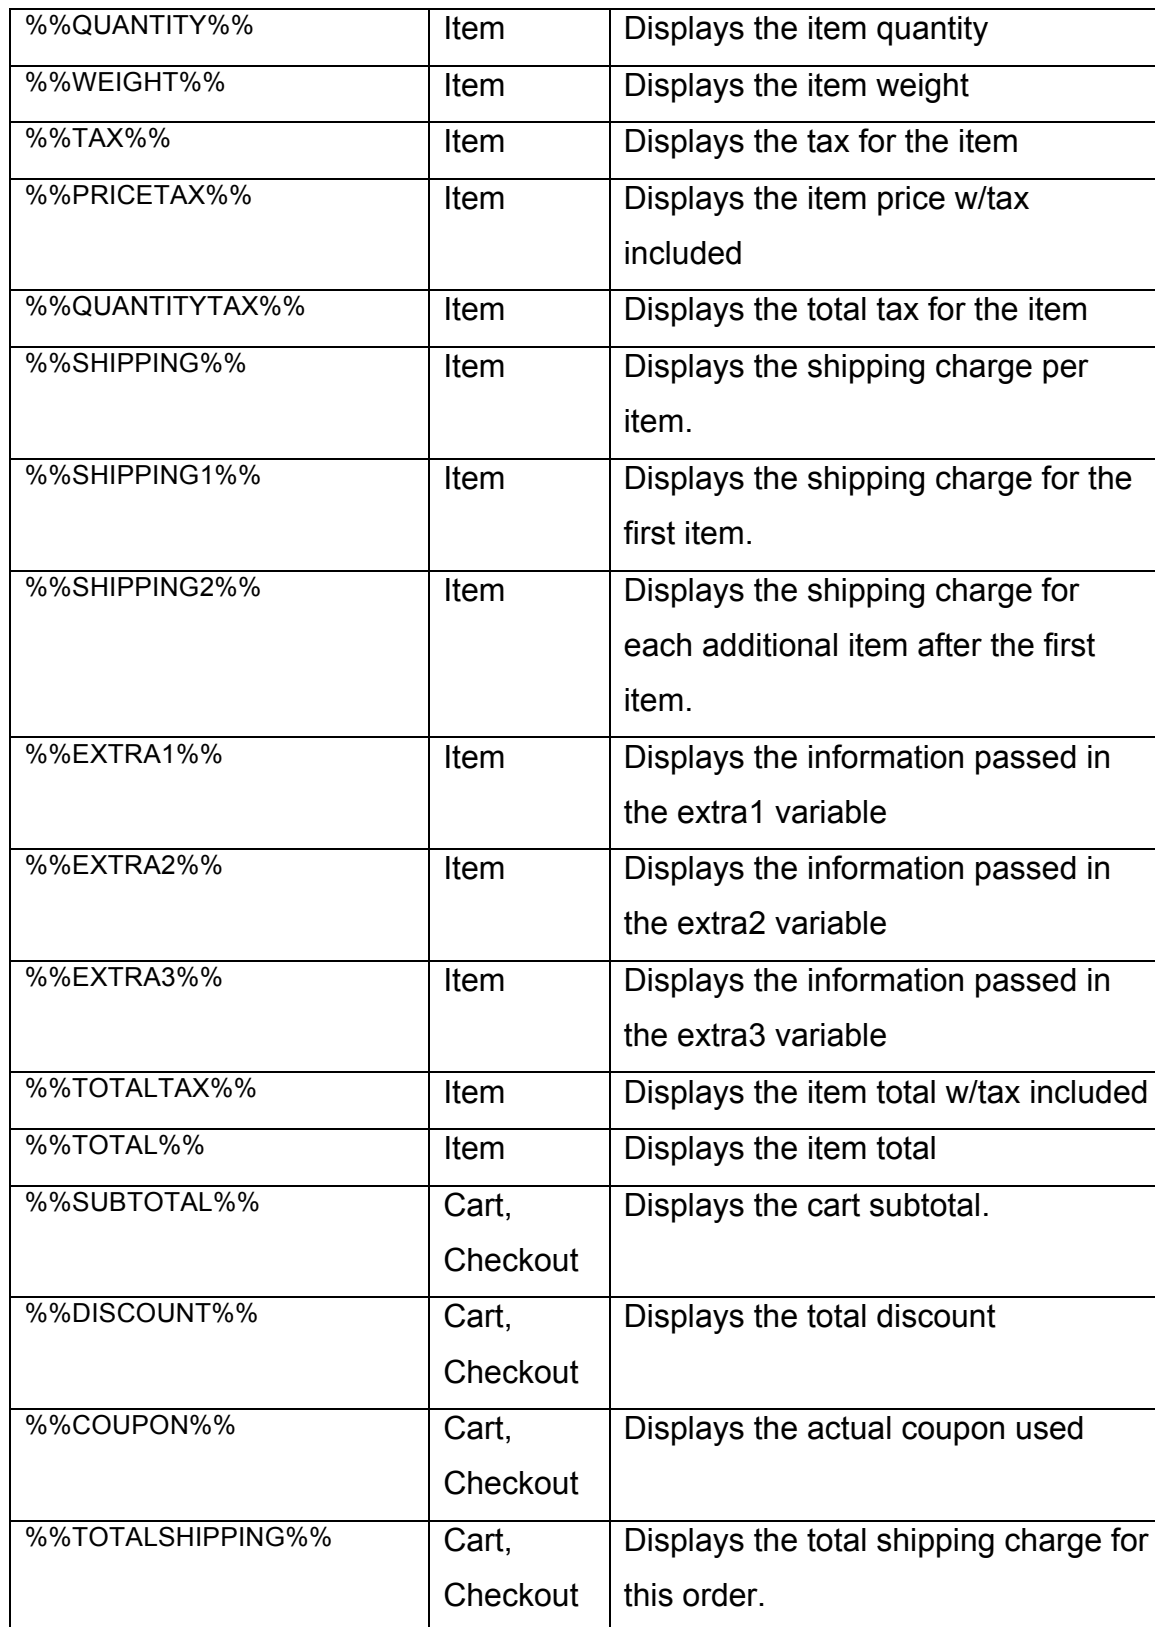 %%QUANTITY%% Item Displays the item quantity
%%WEIGHT%% Item Displays the item weight
%%TAX%% Item Displays the tax for the item
%%PRICETAX%% Item Displays the item price w/tax
included
%%QUANTITYTAX%% Item Displays the total tax for the item
%%SHIPPING%% Item Displays the shipping charge per
item.
%%SHIPPING1%% Item Displays the shipping charge for the
first item.
%%SHIPPING2%% Item Displays the shipping charge for
each additional item after the first
item.
%%EXTRA1%% Item Displays the information passed in
the extra1 variable
%%EXTRA2%% Item Displays the information passed in
the extra2 variable
%%EXTRA3%% Item Displays the information passed in
the extra3 variable
%%TOTALTAX%% Item Displays the item total w/tax included
%%TOTAL%% Item Displays the item total
%%SUBTOTAL%% Cart, Displays the cart subtotal.
Checkout
%%DISCOUNT%% Cart, Displays the total discount
Checkout
%%COUPON%% Cart, Displays the actual coupon used
Checkout
%%TOTALSHIPPING%% Cart, Displays the total shipping charge for
Checkout this order.